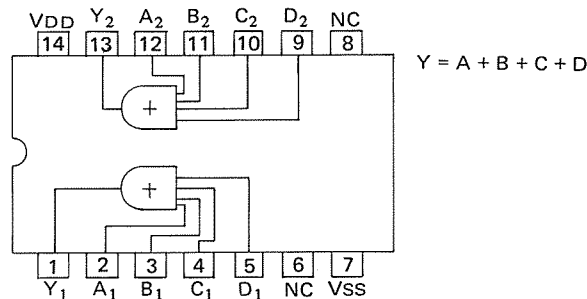 VDD Y2 A2 B2 C2 D2 NC
14 13 12 11 10 9 8
Y = A + B + C + D
+
+
1 2 3 4 5 6 7
Y1 A1 B1 C1 D1 NC VSS